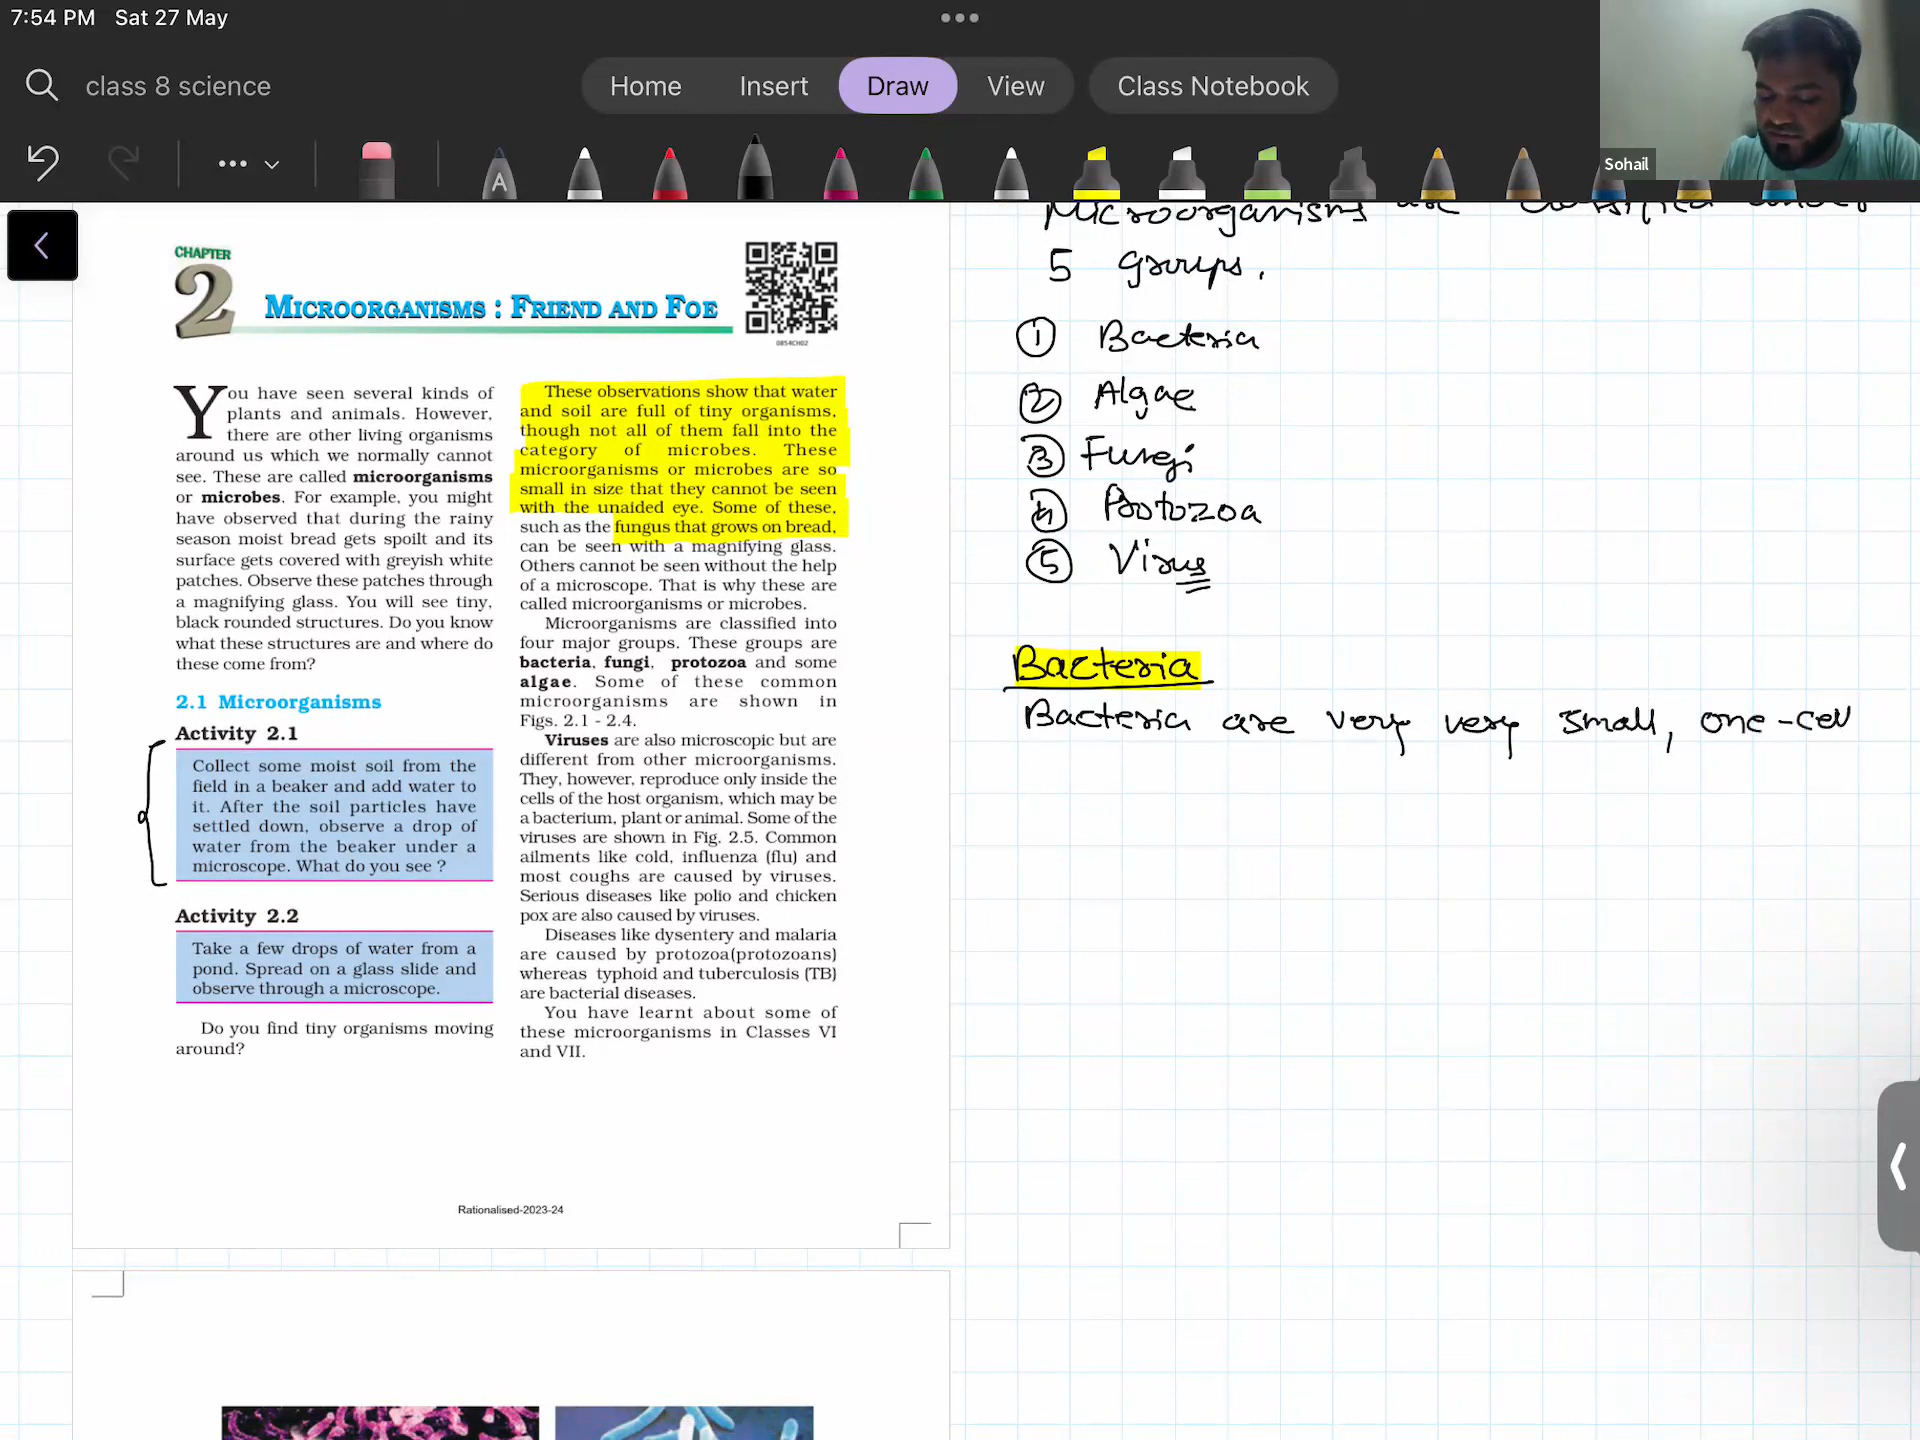 7:54 PM Sat 27 May
class 8 science
Home Insert Draw View Class Notebook
A
Sohail
CHAPTER
2
MICROORGANISMS : FRIEND AND FOE
0854CH02
You have seen several kinds of
plants and animals. However,
there are other living organisms
around us which we normally cannot
see. These are called microorganisms
or microbes. For example, you might
have observed that during the rainy
season moist bread gets spoilt and its
surface gets covered with greyish white
patches. Observe these patches through
a magnifying glass. You will see tiny,
black rounded structures. Do you know
what these structures are and where do
these come from?
2.1 Microorganisms
Activity 2.1
Collect some moist soil from the
field in a beaker and add water to
it. After the soil particles have
settled down, observe a drop of
water from the beaker under a
microscope. What do you see ?
Activity 2.2
Take a few drops of water from a
pond. Spread on a glass slide and
observe through a microscope.
Do you find tiny organisms moving
around?
These observations show that water
and soil are full of tiny organisms,
though not all of them fall into the
category of microbes. These
microorganisms or microbes are so
small in size that they cannot be seen
with the unaided eye. Some of these,
such as the fungus that grows on bread,
can be seen with a magnifying glass.
Others cannot be seen without the help
of a microscope. That is why these are
called microorganisms or microbes.
Microorganisms are classified into
four major groups. These groups are
bacteria, fungi, protozoa and some
algae. Some of these common
microorganisms are shown in
Figs. 2.1 - 2.4.
Viruses are also microscopic but are
different from other microorganisms.
They, however, reproduce only inside the
cells of the host organism, which may be
a bacterium, plant or animal. Some of the
viruses are shown in Fig. 2.5. Common
ailments like cold, influenza (flu) and
most coughs are caused by viruses.
Serious diseases like polio and chicken
pox are also caused by viruses.
Diseases like dysentery and malaria
are caused by protozoa(protozoans)
whereas typhoid and tuberculosis (TB)
are bacterial diseases.
You have learnt about some of
these microorganisms in Classes VI
and VII.
Rationalised-2023-24
Microorganisms are classified under
5 groups.
1 Bacteria
2 Algae
3 Fungi
4 Protozoa
5 Virus
Bacteria
Bacteria are very very small, one-cell